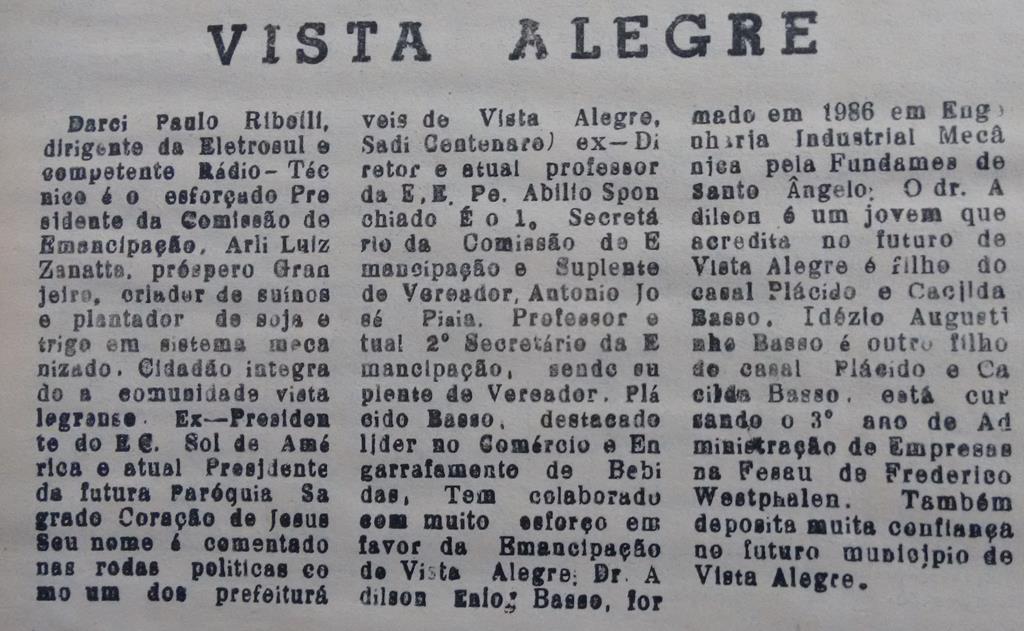 VISTA ALEGRE
Darci Paulo Ribolli,
dirigente da Eletrosul e
competente Rádio-Téc
nico é o esforçado Pre
sidente da Comissão de
Emancipação, Arli Luiz
Zanatta, próspero Gran
jeiro, criador de suínos
e plantador de soja e
trigo em sistema meca
nizado. Cidadão integra
do a comunidade vista
legranse. Ex—Presiden
te do EC. Sol de Amé
rica e atual Presidente
da futura Paróquia Sa
grado Coração de Jesus
Seu nome é comentado
nas rodas politicas co
mo um dos prefeiturá
veis de Vista Alegre,
Sadi Centenaro) ex—Di
retor e atual professor
da E.E. Pe. Abilio Spon
chiado É o 1. Secretá
rio da Comissão de E
mancipação e Suplente
de Vereador, Antonio Jo
sé Piaia. Professor e
tual 2º Secretário da E
mancipação, sendo su
plente de Vereador. Plá
cido Basso, destacado
lider no Comércio e En
garrafamento de Bebi
das, Tem colaborado
com muito esforço em
favor da Emancipação
de Vista Alegre; Dr. A
dilson Enio; Basso, for
mado em 1986 em Eng
nharia Industrial Mecâ
nica pela Fundames de
Santo Ângelo; O dr. A
dilson é um jovem que
acredita no futuro de
Vista Alegre é filho do
casal Plácido e Cacilda
Basso. Idézio Augusti
nho Basso é outro filho
do casal Plácido e Ca
cilda Basso. está cur
sando o 3º ano de Ad
ministração de Empresas
na Fesau de Frederico
Westphalen. Também
deposita muita confiança
no futuro município de
Vista Alegre.